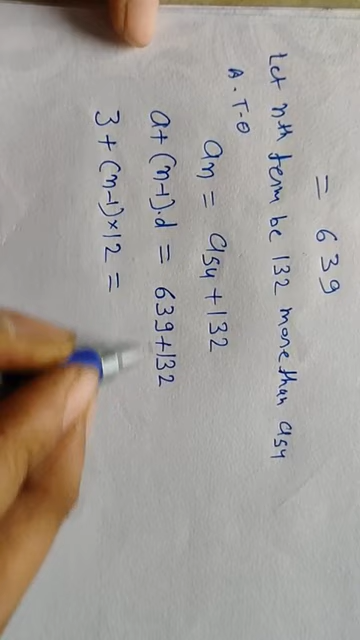 = 639
Let nth term be 132 more than a54
A.T-Q
an = a54 + 132
a + (n-1).d = 639+132
3 + (n-1)×12 =